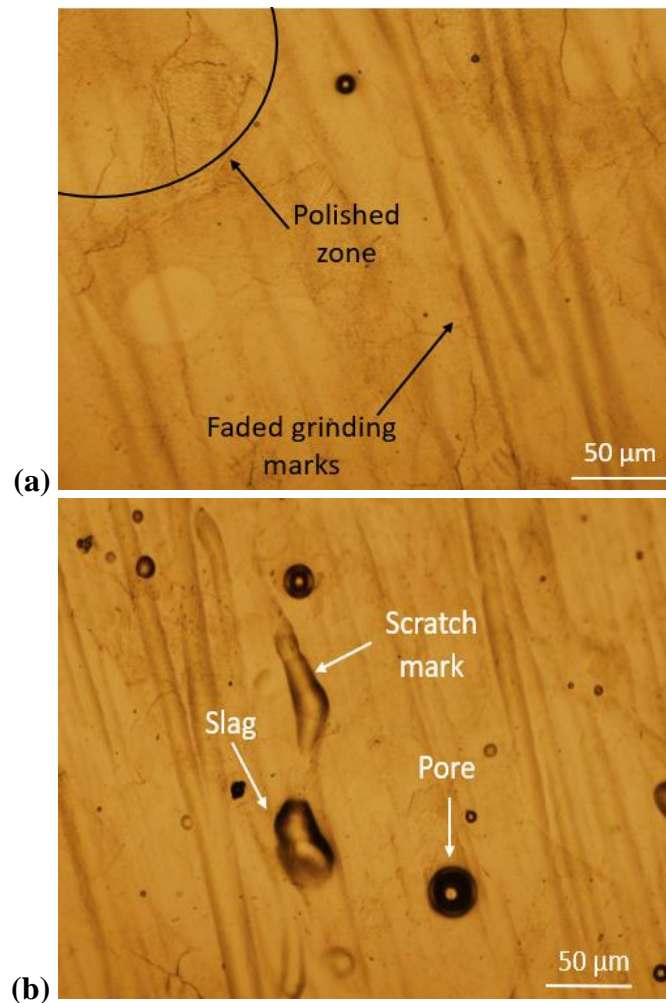 Polished
zone
Faded grinding
marks
50 µm
(a)
Scratch
mark
Slag
Pore
50 µm
(b)